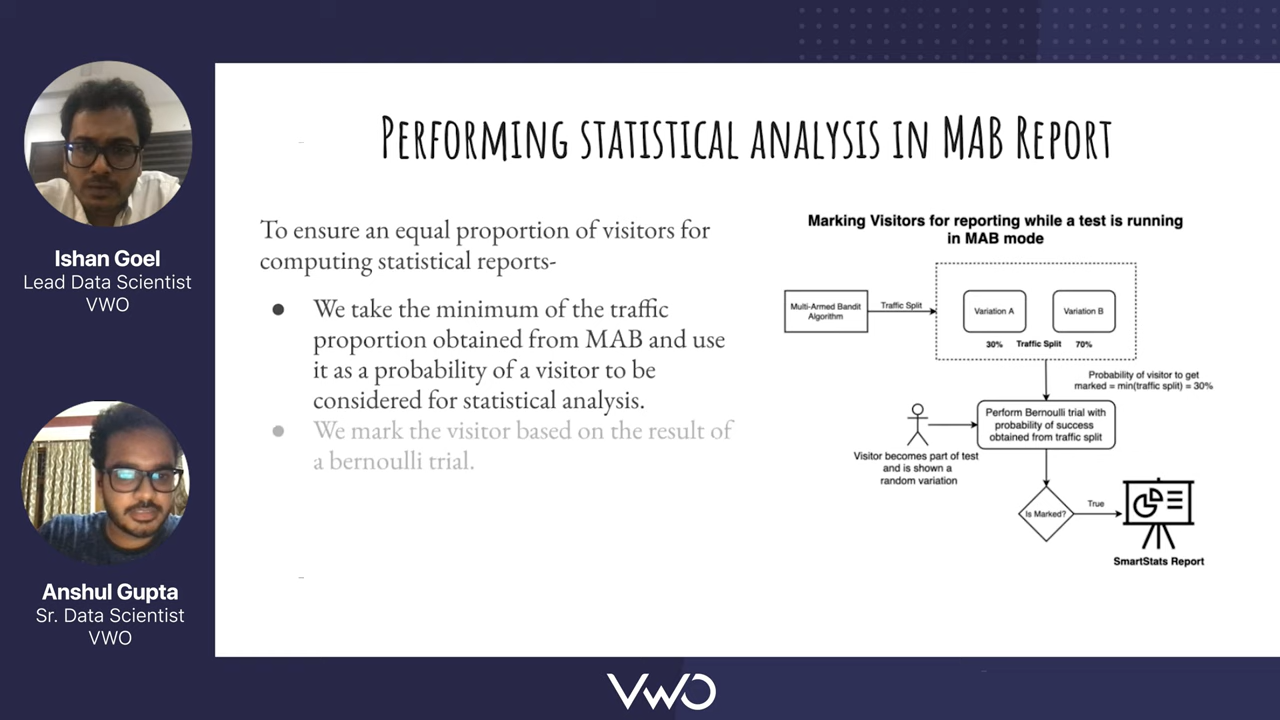 Ishan Goel
Lead Data Scientist
VWO
Anshul Gupta
Sr. Data Scientist
VWO
Performing statistical analysis in MAB Report
To ensure an equal proportion of visitors for
computing statistical reports-
● We take the minimum of the traffic
proportion obtained from MAB and use
it as a probability of a visitor to be
considered for statistical analysis.
● We mark the visitor based on the result of
a bernoulli trial.
Marking Visitors for reporting while a test is running
in MAB mode
Multi-Armed Bandit
Algorithm
Traffic Split
Variation A
Variation B
30% Traffic Split 70%
Probability of visitor to get
marked = min(traffic split) = 30%
Perform Bernoulli trial with
probability of success
obtained from traffic split
Visitor becomes part of test
and is shown a
random variation
Is Marked?
True
SmartStats Report
VWO